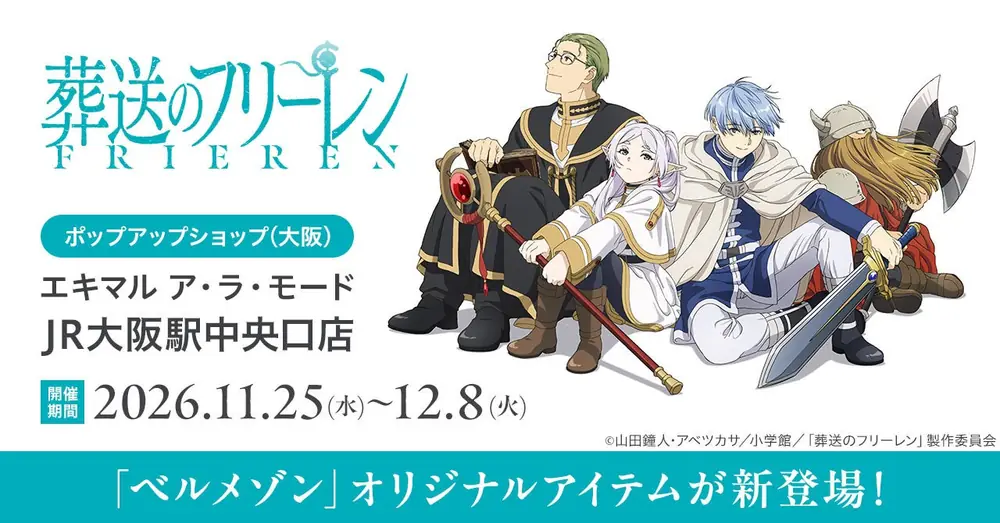 葬送のフリーレン
FRIEREN
ポップアップショップ(大阪)
エキマル ア・ラ・モード
JR大阪駅中央口店
開催期間 2026.11.25(水)~12.8(火)
©山田鐘人・アベツカサ/小学館/「葬送のフリーレン」製作委員会
「ベルメゾン」オリジナルアイテムが新登場!